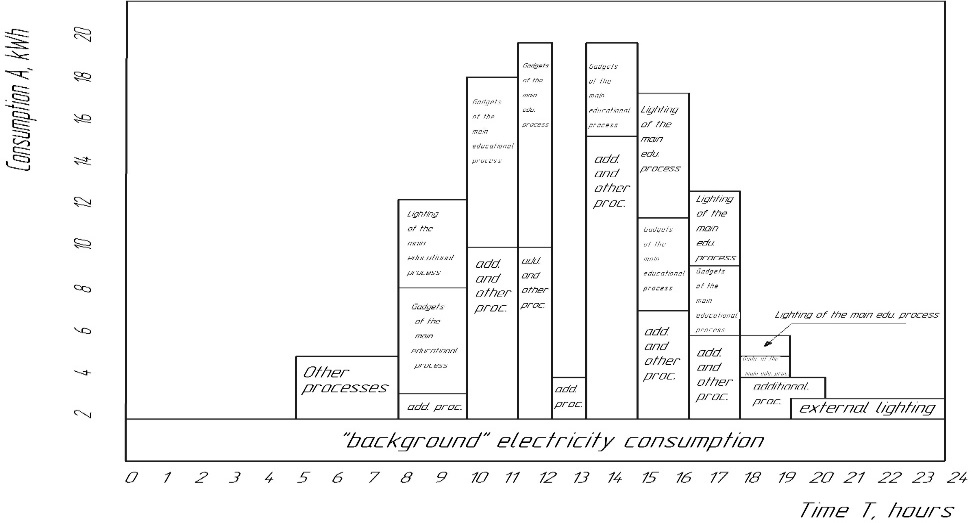 Consumption A, kWh
20
18
16
14
12
10
8
6
4
2
Other
processes
Lighting
of the
main
educational
process
Gadgets
of the
main
educational
process
add. proc.
Gadgets
of the
main
educational
process
add.
and
other
proc.
Gadgets
of the
main
edu.
process
add.
and
other
proc.
add.
proc.
Gadgets
of the
main
educational
process
add.
and
other
proc.
Lighting
of the
main
edu.
process
Gadgets
of the
main
educational
process
add.
and
other
proc.
Lighting
of the
main
edu.
process
Gadgets
of the
main
educational
process
add.
and
other
proc.
Lighting of the main edu. process
of the
main edu. proc.
additional
proc.
external lighting
"background" electricity consumption
0 1 2 3 4 5 6 7 8 9 10 11 12 13 14 15 16 17 18 19 20 21 22 23 24
Time T, hours